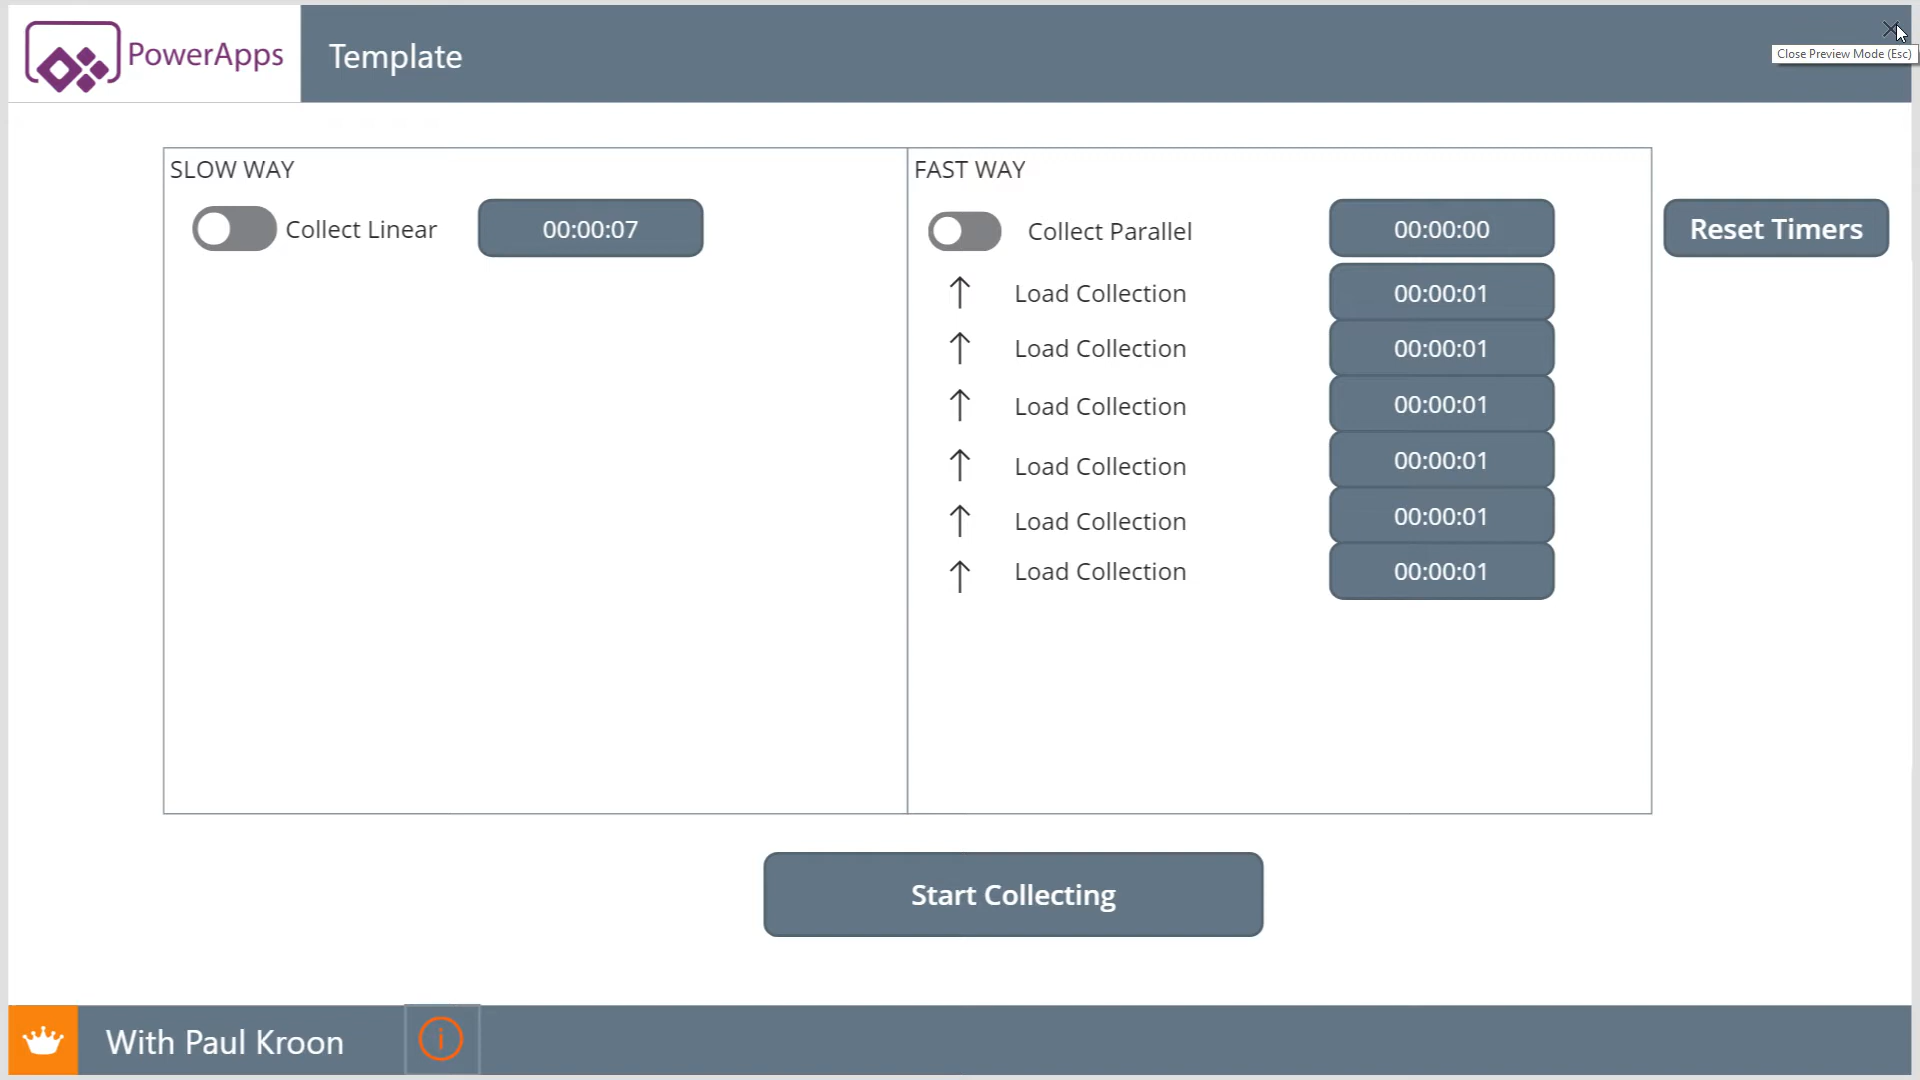 PowerApps
Template
Close Preview Mode (Esc)
SLOW WAY
Collect Linear
00:00:07
FAST WAY
Collect Parallel
00:00:00
Reset Timers
Load Collection
00:00:01
Load Collection
00:00:01
Load Collection
00:00:01
Load Collection
00:00:01
Load Collection
00:00:01
Load Collection
00:00:01
Start Collecting
With Paul Kroon